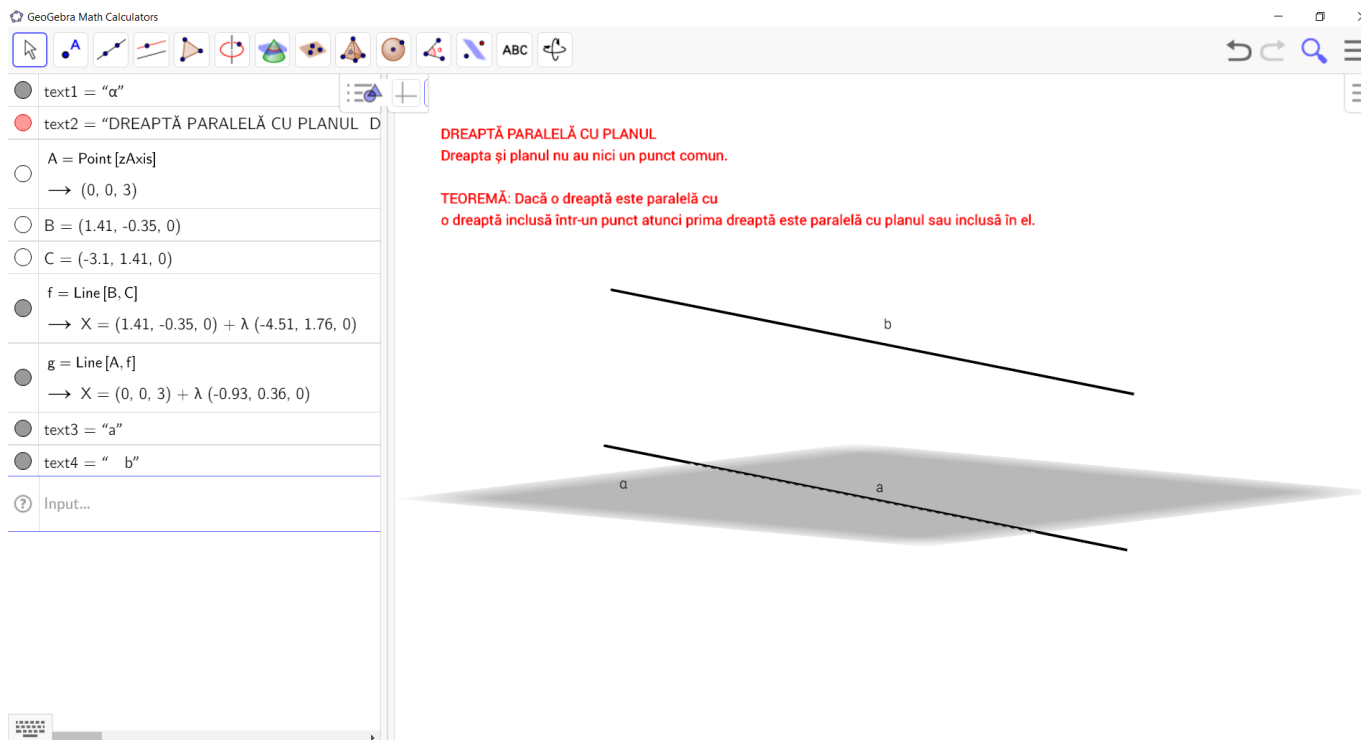 GeoGebra Math Calculators
ABC
text1 = “α”
text2 = “DREAPTĂ PARALELĂ CU PLANUL D
A = Point [zAxis]
→ (0, 0, 3)
B = (1.41, -0.35, 0)
C = (-3.1, 1.41, 0)
f = Line [B, C]
→ X = (1.41, -0.35, 0) + λ (-4.51, 1.76, 0)
g = Line [A, f]
→ X = (0, 0, 3) + λ (-0.93, 0.36, 0)
text3 = “a”
text4 = “ b”
Input...
DREAPTĂ PARALELĂ CU PLANUL
Dreapta și planul nu au nici un punct comun.
TEOREMĂ: Dacă o dreaptă este paralelă cu
o dreaptă inclusă într-un punct atunci prima dreaptă este paralelă cu planul sau inclusă în el.
b
α
a